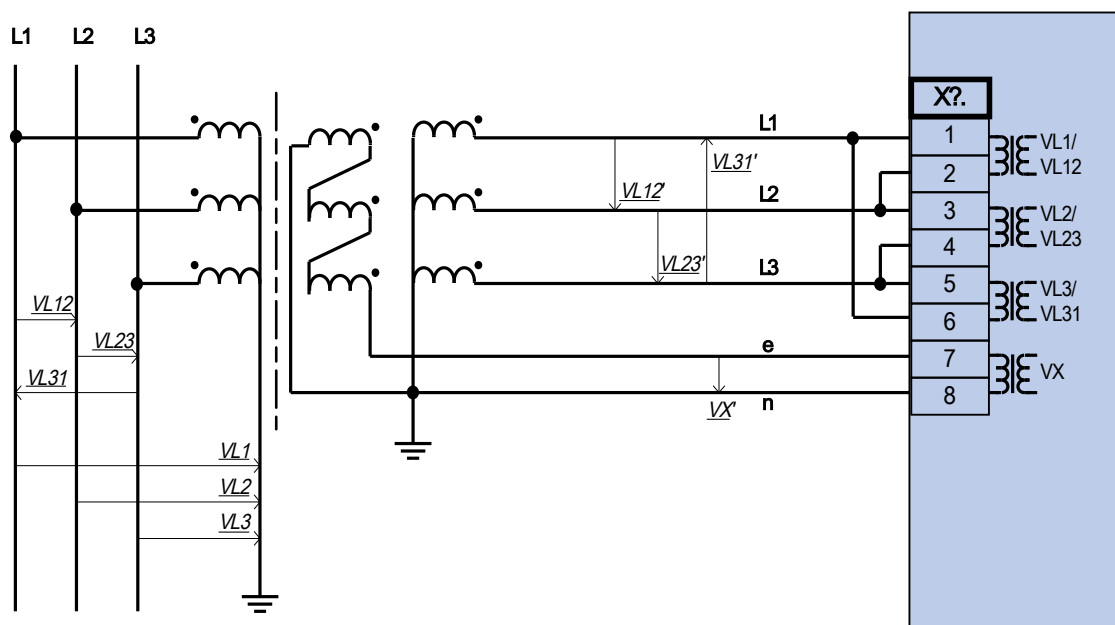 L1 L2 L3
X?.
L1
1
VL1/
VL12
VL31'
2
VL12'
L2
3
VL2/
VL23
4
VL23'
L3
5
VL3/
VL31
6
VL12
VL23
VL31
e
7
VX
n
8
VX'
VL1
VL2
VL3